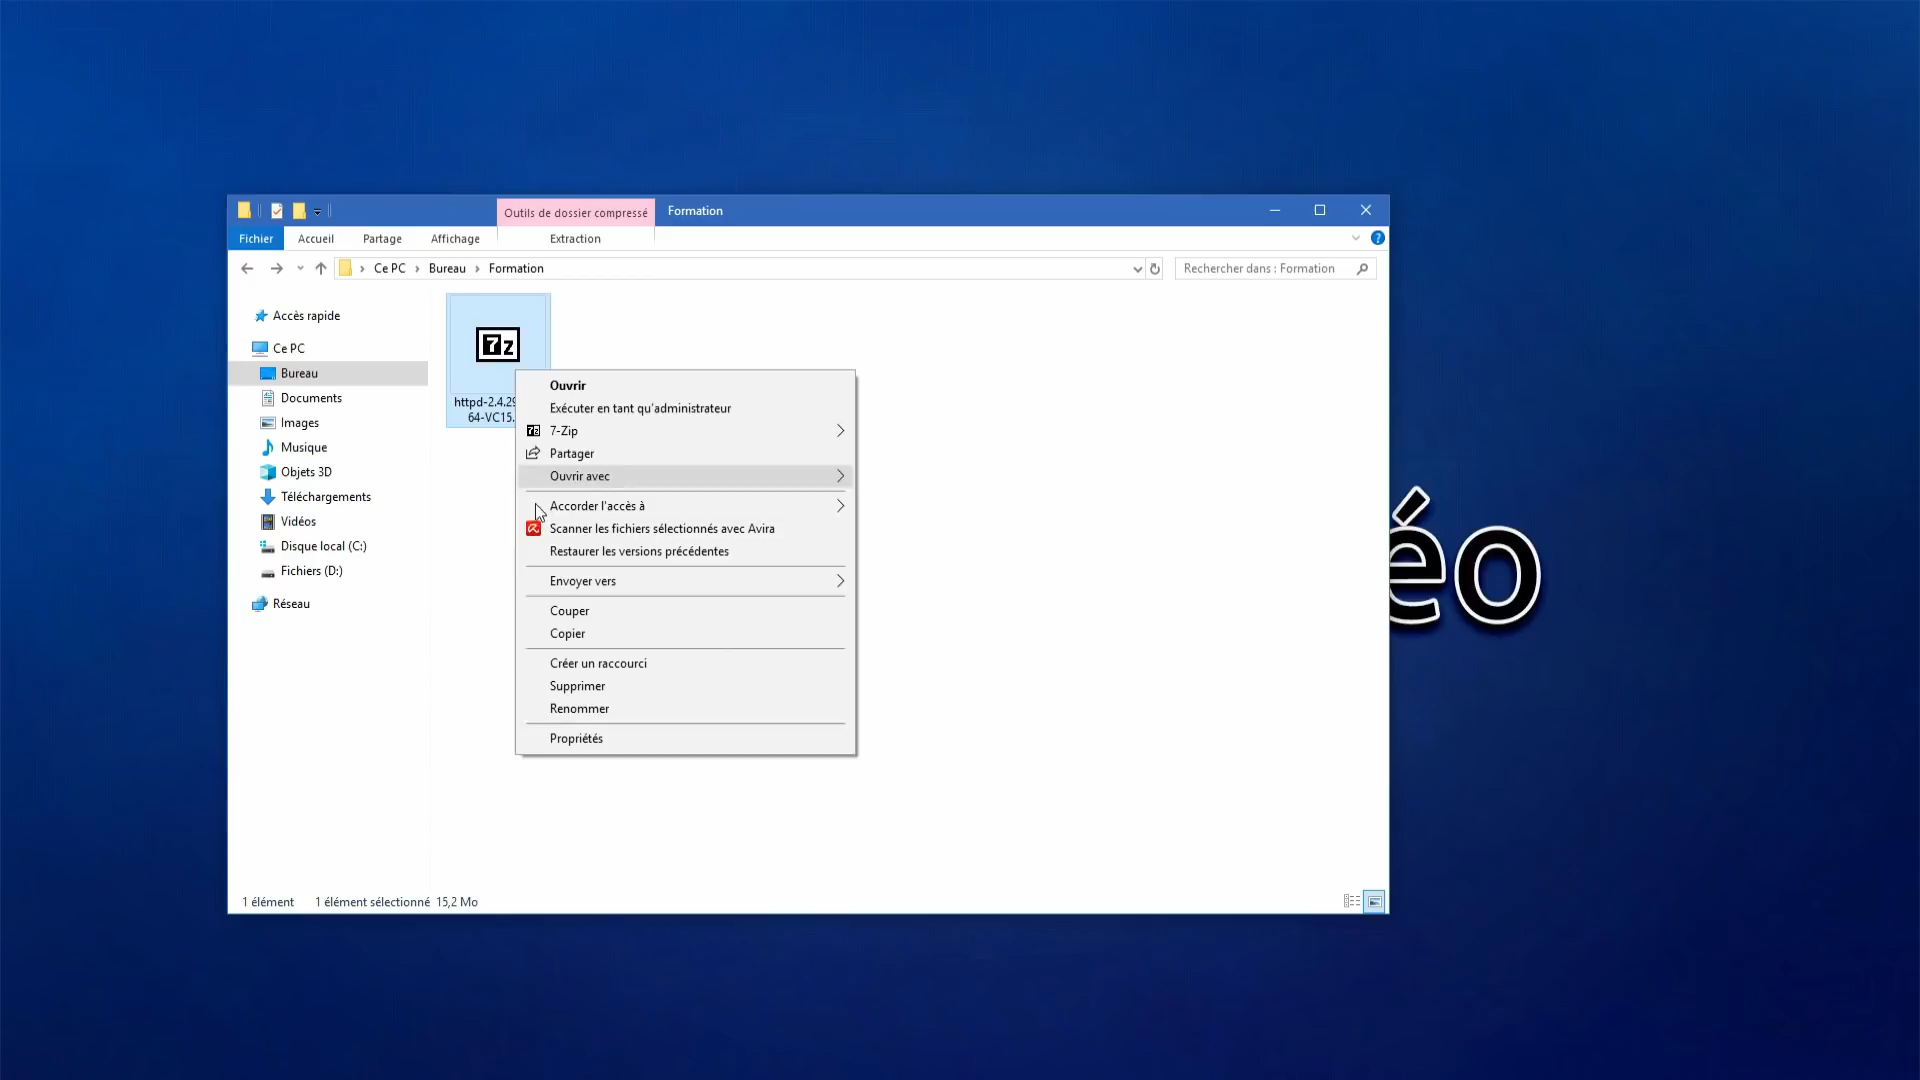 Outils de dossier compressé
Formation
Fichier
Accueil
Partage
Affichage
Extraction
Ce PC
Bureau
Formation
Rechercher dans : Formation
Accès rapide
Ce PC
Bureau
Documents
Images
Musique
Objets 3D
Téléchargements
Vidéos
Disque local (C:)
Fichiers (D:)
Réseau
7z
httpd-2.4.29
64-VC15.
Ouvrir
Exécuter en tant qu'administrateur
7-Zip
Partager
Ouvrir avec
Accorder l'accès à
Scanner les fichiers sélectionnés avec Avira
Restaurer les versions précédentes
Envoyer vers
Couper
Copier
Créer un raccourci
Supprimer
Renommer
Propriétés
éo
1 élément
1 élément sélectionné 15,2 Mo